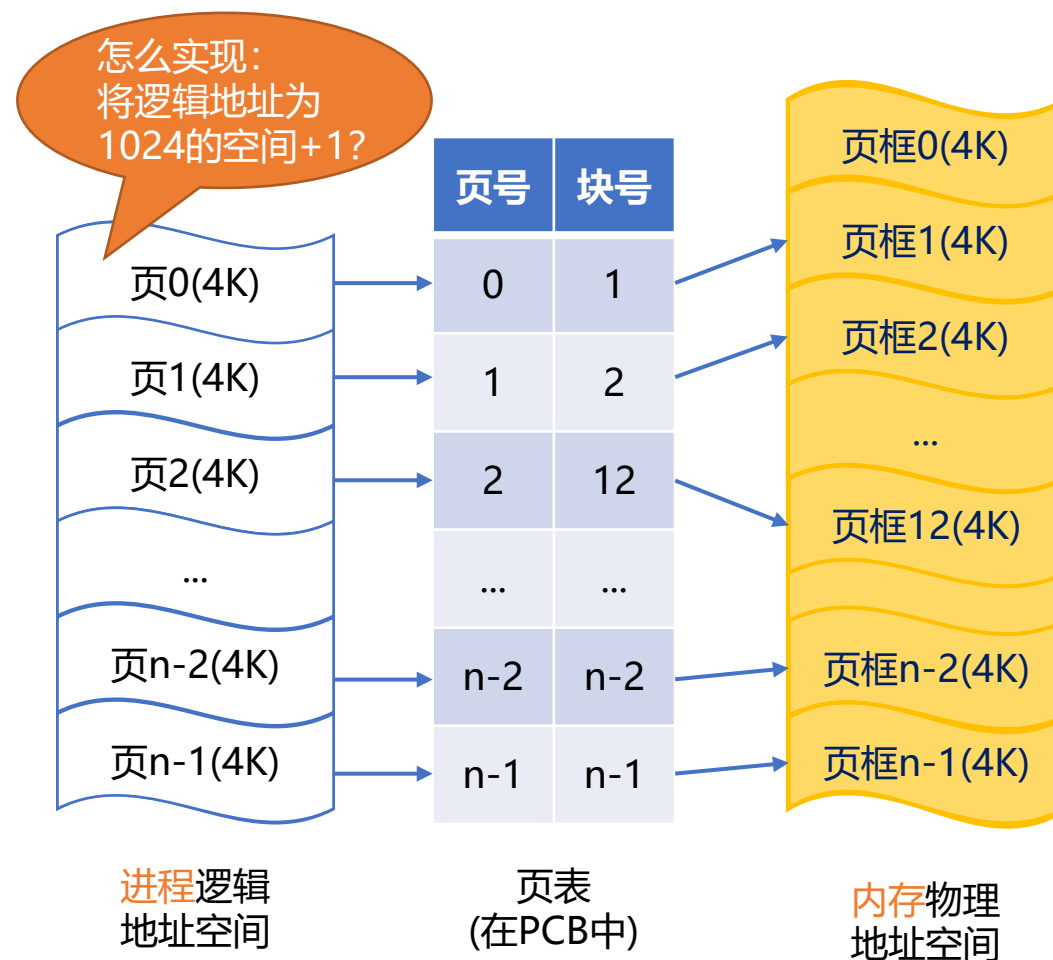 怎么实现：
将逻辑地址为
1024的空间+1?
页0(4K)
页1(4K)
页2(4K)
...
页n-2(4K)
页n-1(4K)
进程逻辑
地址空间
页号 块号
0 1
1 2
2 12
... ...
n-2 n-2
n-1 n-1
页表
(在PCB中)
页框0(4K)
页框1(4K)
页框2(4K)
...
页框12(4K)
页框n-2(4K)
页框n-1(4K)
内存物理
地址空间